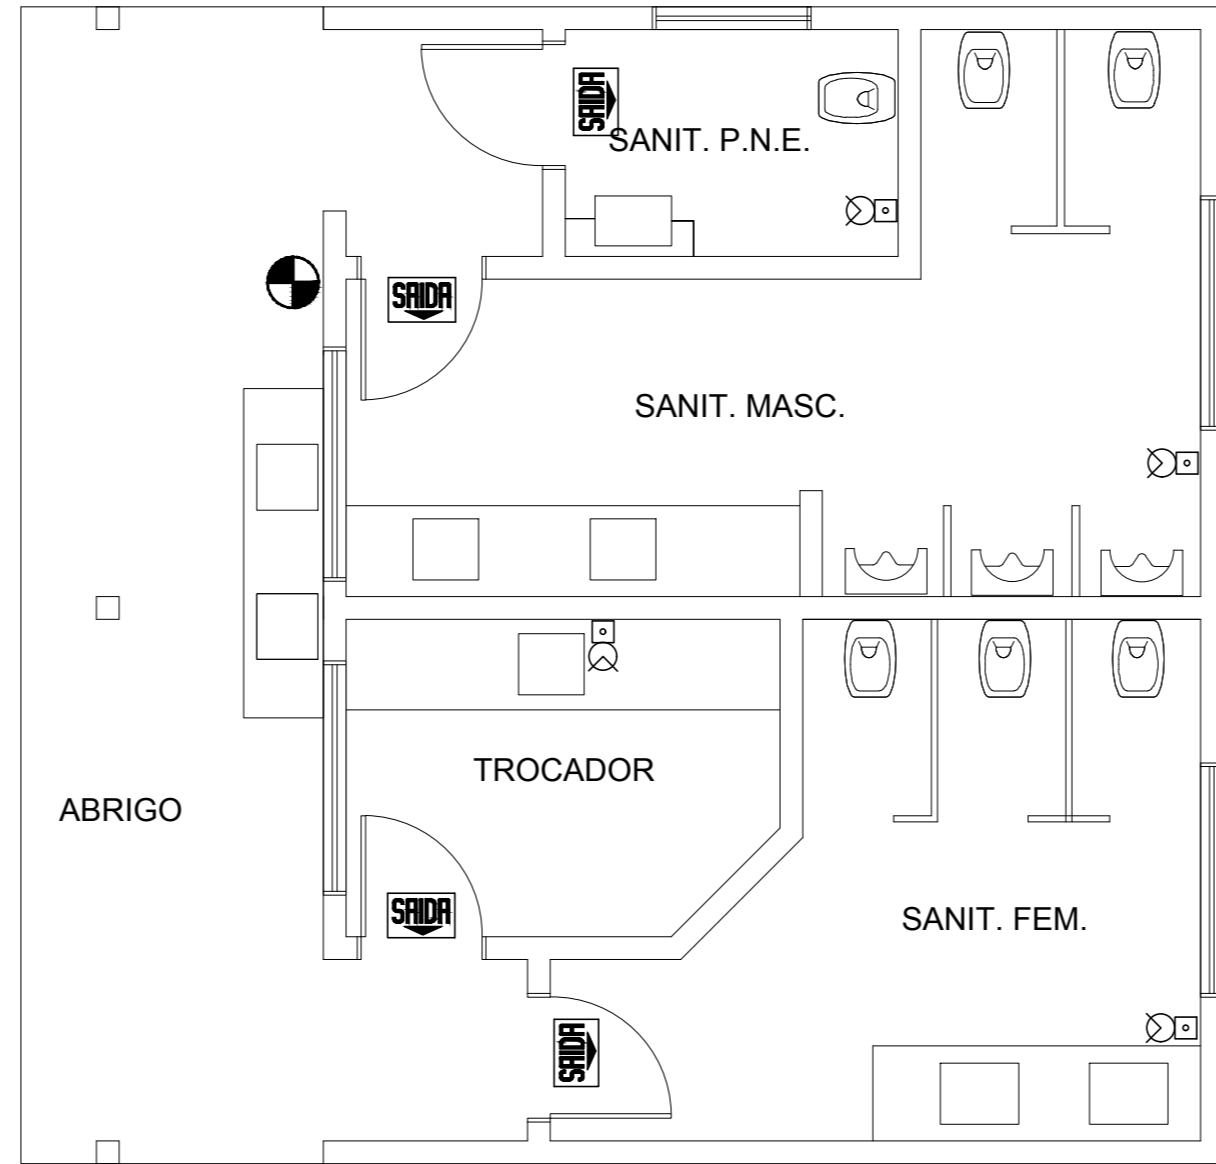 SAIDA
SANIT. P.N.E.
SAIDA
SANIT. MASC.
TROCADOR
ABRIGO
SAIDA
SANIT. FEM.
SAIDA